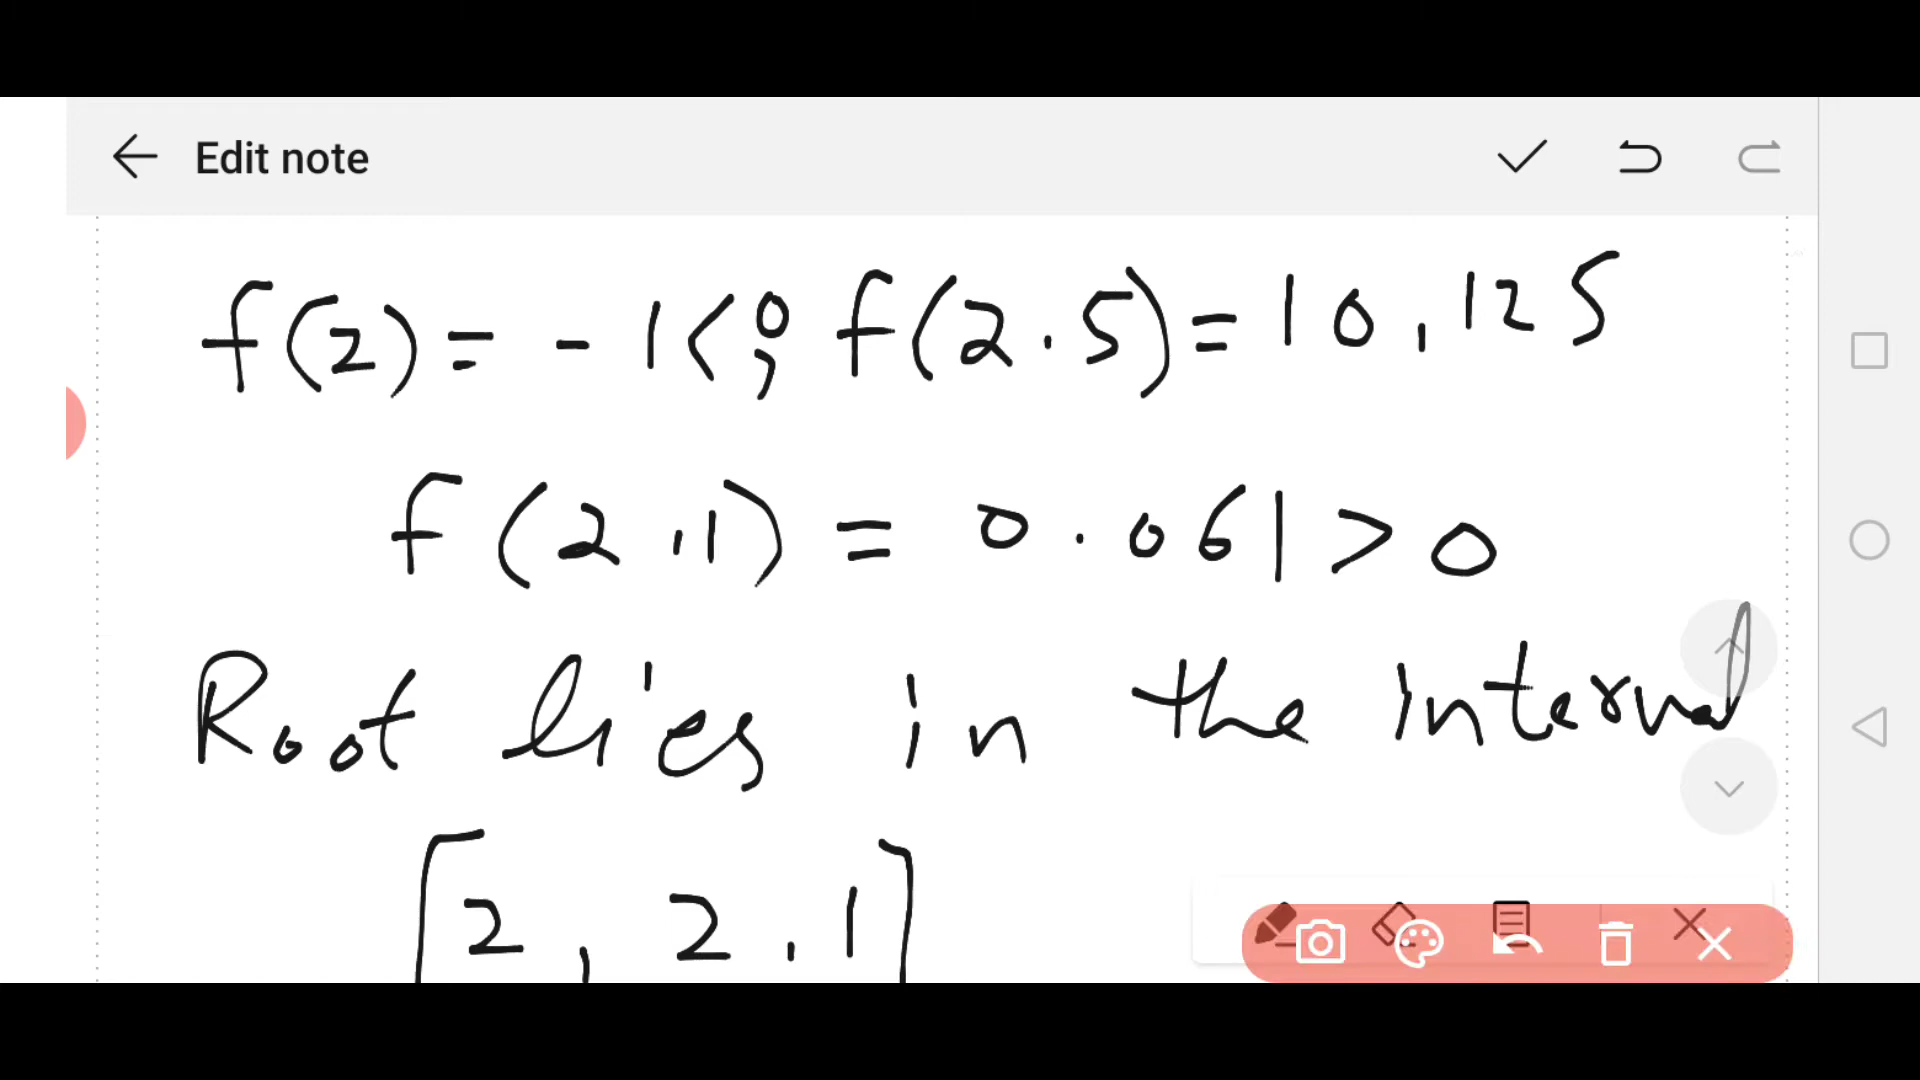 Edit note
f(2) = -1<0; f(2.5) = 10.125
f(2.1) = 0.061>0
Root lies in the interval
[2, 2.1]